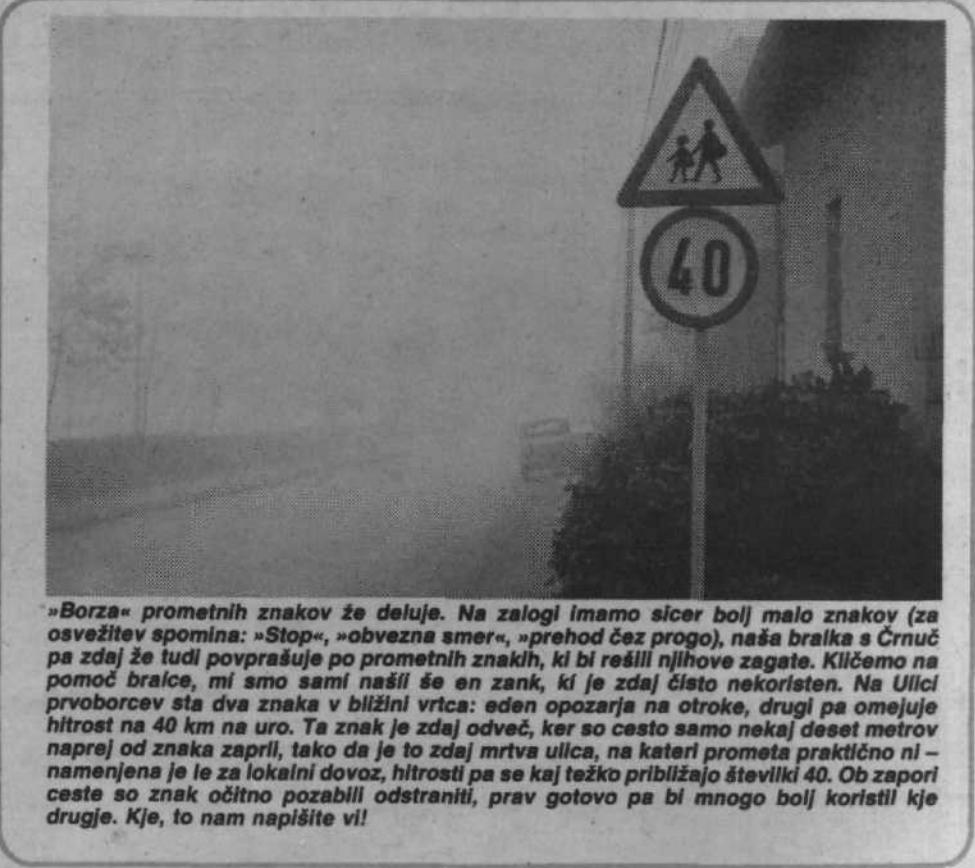 40
»Borza« prometnih znakov že deluje. Na zalogi imamo sicer bolj malo znakov (za
osvežitev spomina: »Stop«, »obvezna smer«, »prehod čez progo), naša bralka s Črnuč
pa zdaj že tudi povprašuje po prometnih znakih, ki bi rešili njihove zagate. Kličemo na
pomoč bralce, mi smo sami našli še en zank, ki je zdaj čisto nekoristen. Na Ulici
prvoborcev sta dva znaka v bližini vrtca: eden opozarja na otroke, drugi pa omejuje
hitrost na 40 km na uro. Ta znak je zdaj odveč, ker so cesto samo nekaj deset metrov
naprej od znaka zaprli, tako da je to zdaj mrtva ulica, na kateri prometa praktično ni –
namenjena je le za lokalni dovoz, hitrosti pa se kaj težko približajo številki 40. Ob zapori
ceste so znak očitno pozabili odstraniti, prav gotovo pa bi mnogo bolj koristil kje
drugje. Kje, to nam napišite vi!